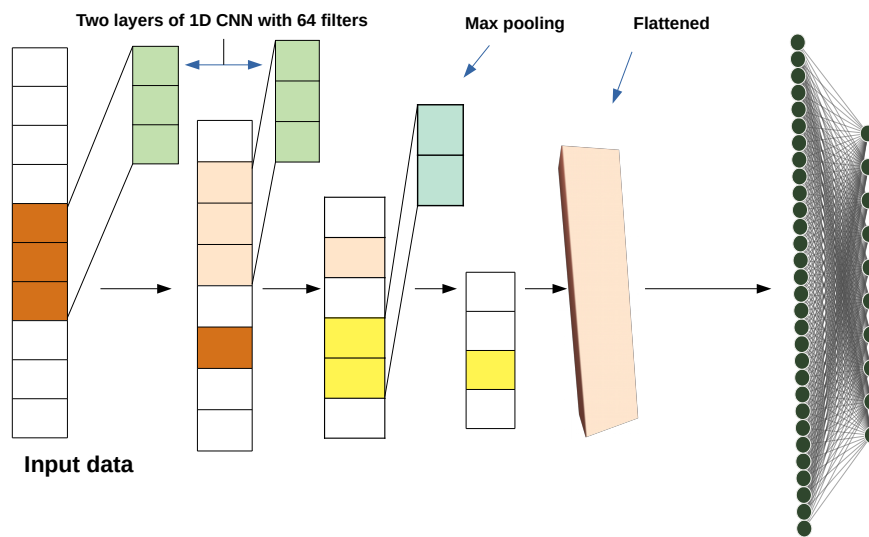 Two layers of 1D CNN with 64 filters
Max pooling
Flattened
Input data